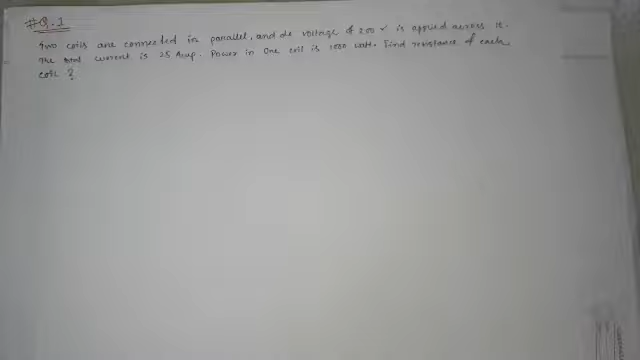 #Q.1
Two coils are connected in parallel, and dc voltage of 200 v is applied across it.
The total current is 25 Amp. Power in One coil is 1000 watt. Find resistance of each
coil ?